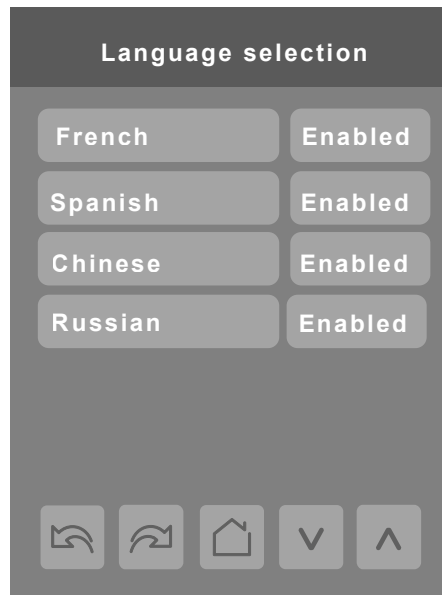 Language selection
French Enabled
Spanish Enabled
Chinese Enabled
Russian Enabled